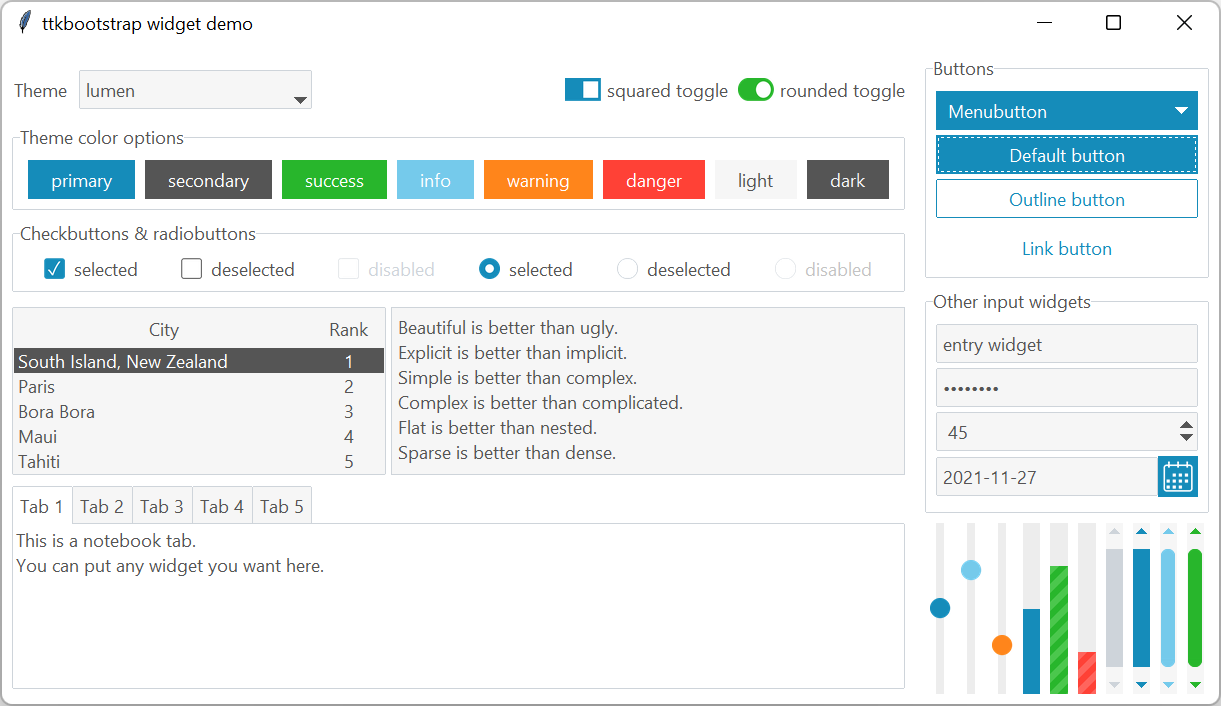 ttkbootstrap widget demo
Theme lumen squared toggle rounded toggle
Theme color options
primary secondary success info warning danger light dark
Checkbuttons & radiobuttons
selected deselected disabled selected deselected disabled
City Rank
South Island, New Zealand 1
Paris 2
Bora Bora 3
Maui 4
Tahiti 5
Beautiful is better than ugly.
Explicit is better than implicit.
Simple is better than complex.
Complex is better than complicated.
Flat is better than nested.
Sparse is better than dense.
Tab 1 Tab 2 Tab 3 Tab 4 Tab 5
This is a notebook tab.
You can put any widget you want here.
Buttons
Menubutton
Default button
Outline button
Link button
Other input widgets
entry widget
••••••••
45
2021-11-27